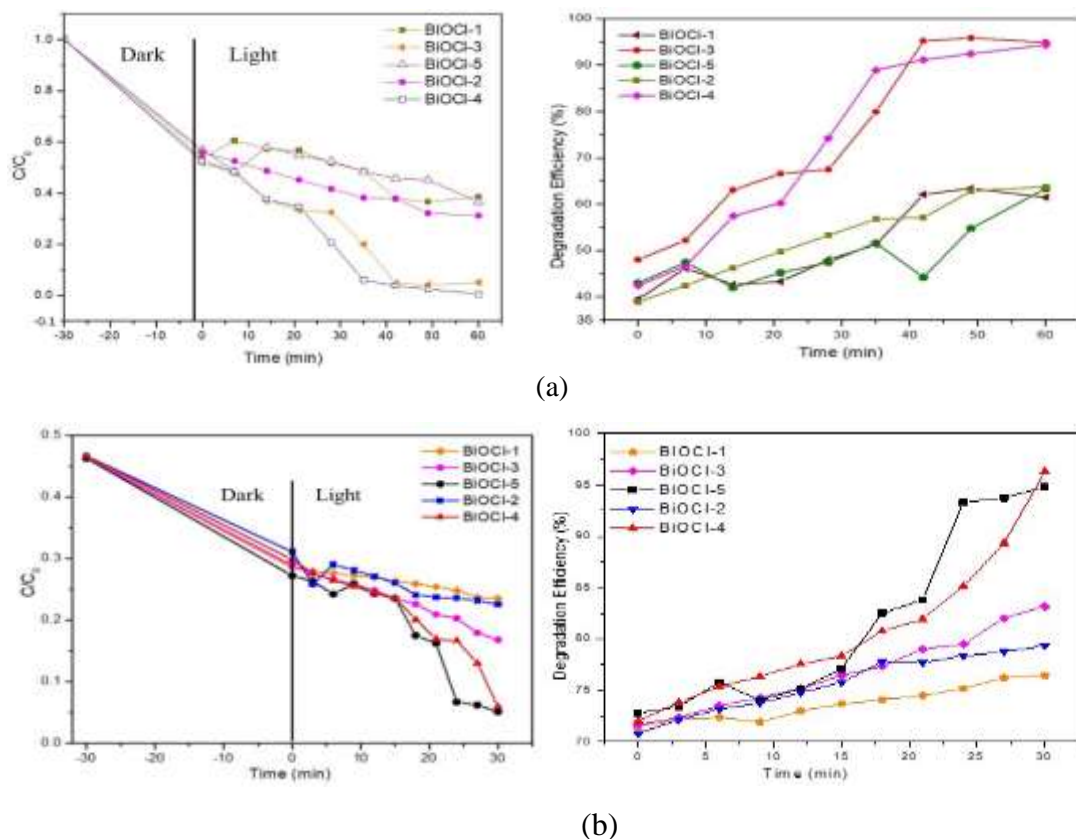 1.0
0.8
0.6
0.4
0.2
0.0
-0.1
C/C₀
Dark
Light
BiOCl-1
BiOCl-3
BiOCl-5
BiOCl-2
BiOCl-4
-30 -20 -10 0 10 20 30 40 50 60
Time (min)
100
95
90
80
70
60
50
40
35
Degradation Efficiency (%)
BiOCl-1
BiOCl-3
BiOCl-5
BiOCl-2
BiOCl-4
0 10 20 30 40 50 60
Time (min)
(a)
0.5
0.4
0.3
0.2
0.1
0.0
C/C₀
Dark
Light
BiOCl-1
BiOCl-3
BiOCl-5
BiOCl-2
BiOCl-4
-30 -20 -10 0 10 20 30
Time (min)
100
95
90
85
80
75
70
Degradation Efficiency (%)
BiOCl-1
BiOCl-3
BiOCl-5
BiOCl-2
BiOCl-4
0 5 10 15 20 25 30
Time (min)
(b)